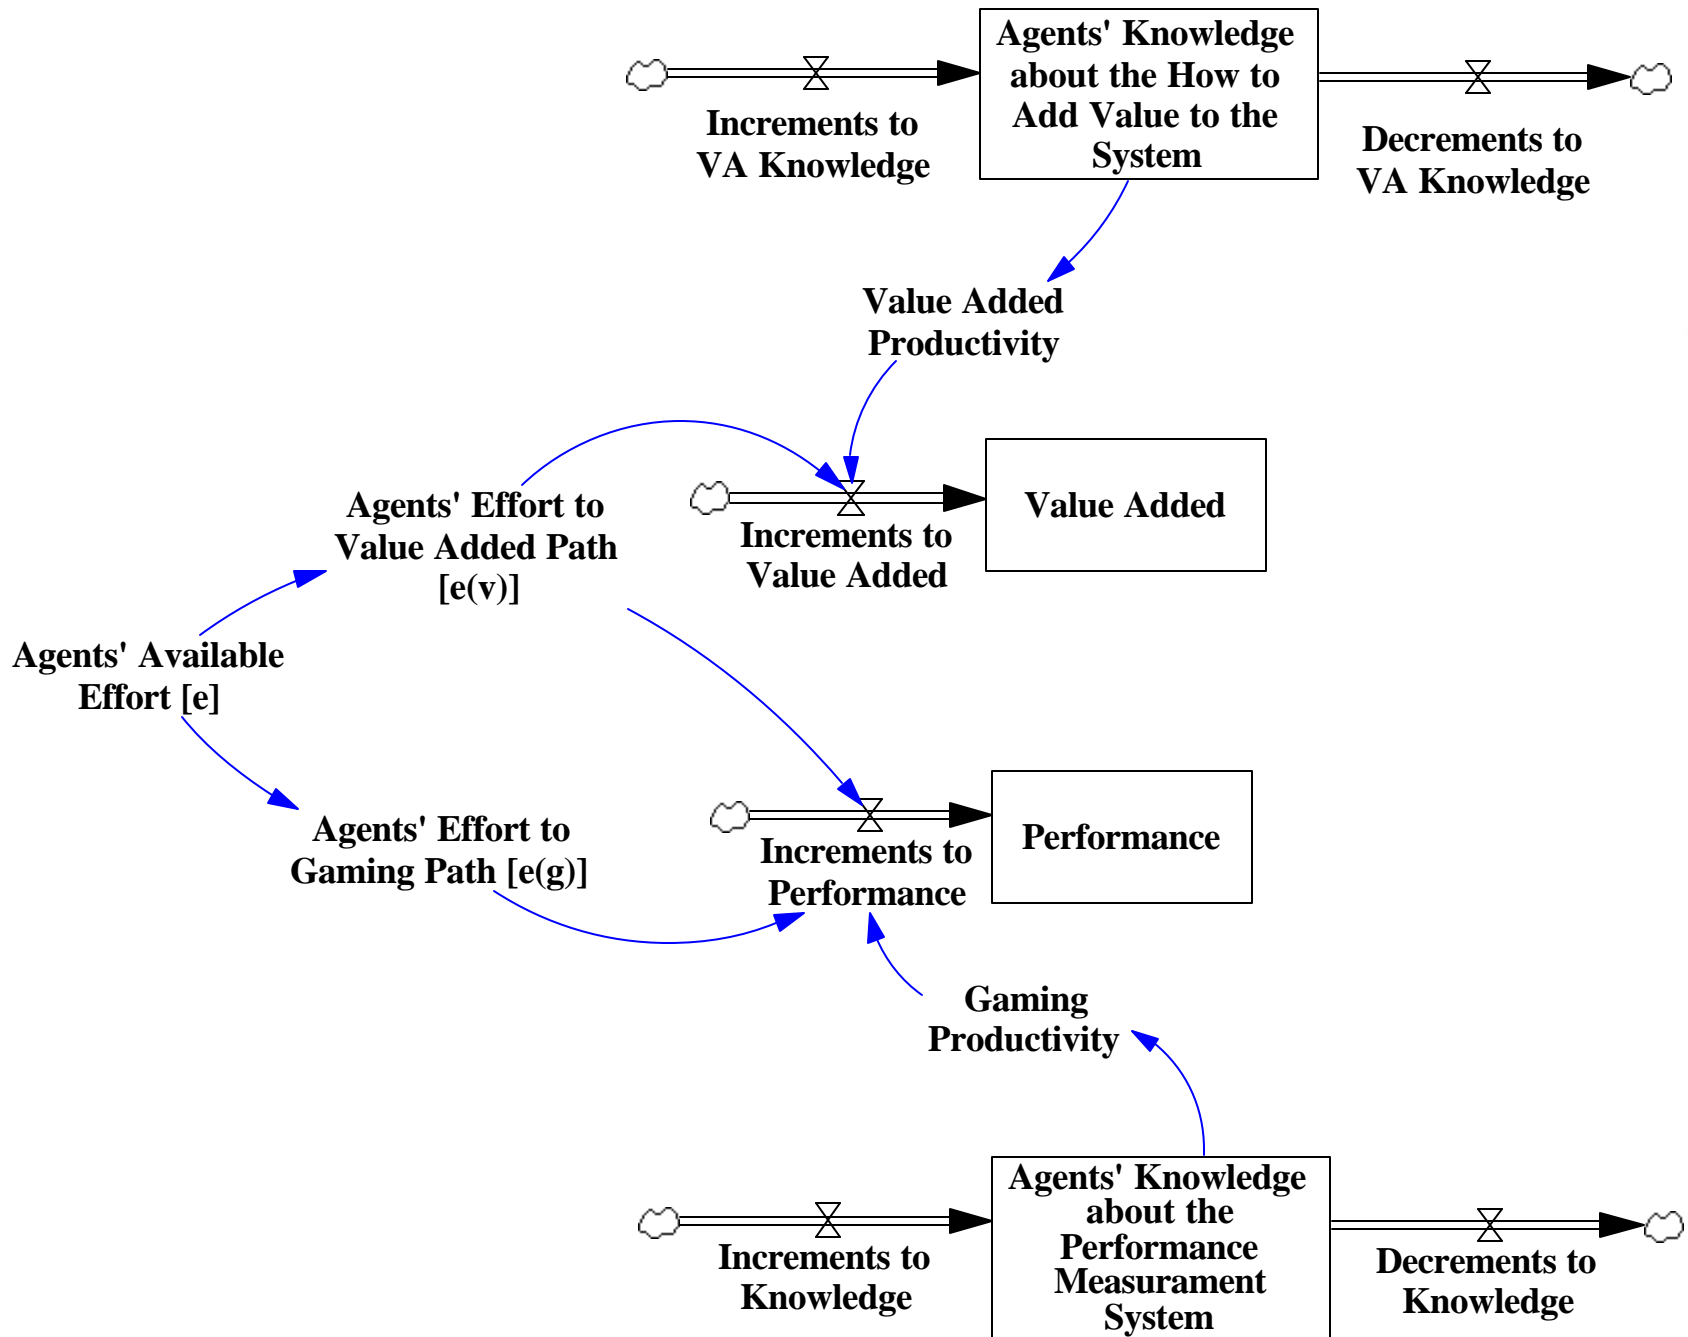 Agents' Knowledge
about the How to
Add Value to the
System
Increments to
VA Knowledge
Decrements to
VA Knowledge
Value Added
Productivity
Agents' Effort to
Value Added Path
[e(v)]
Value Added
Increments to
Value Added
Agents' Available
Effort [e]
Agents' Effort to
Gaming Path [e(g)]
Performance
Increments to
Performance
Gaming
Productivity
Agents' Knowledge
about the
Performance
Measurament
System
Increments to
Knowledge
Decrements to
Knowledge